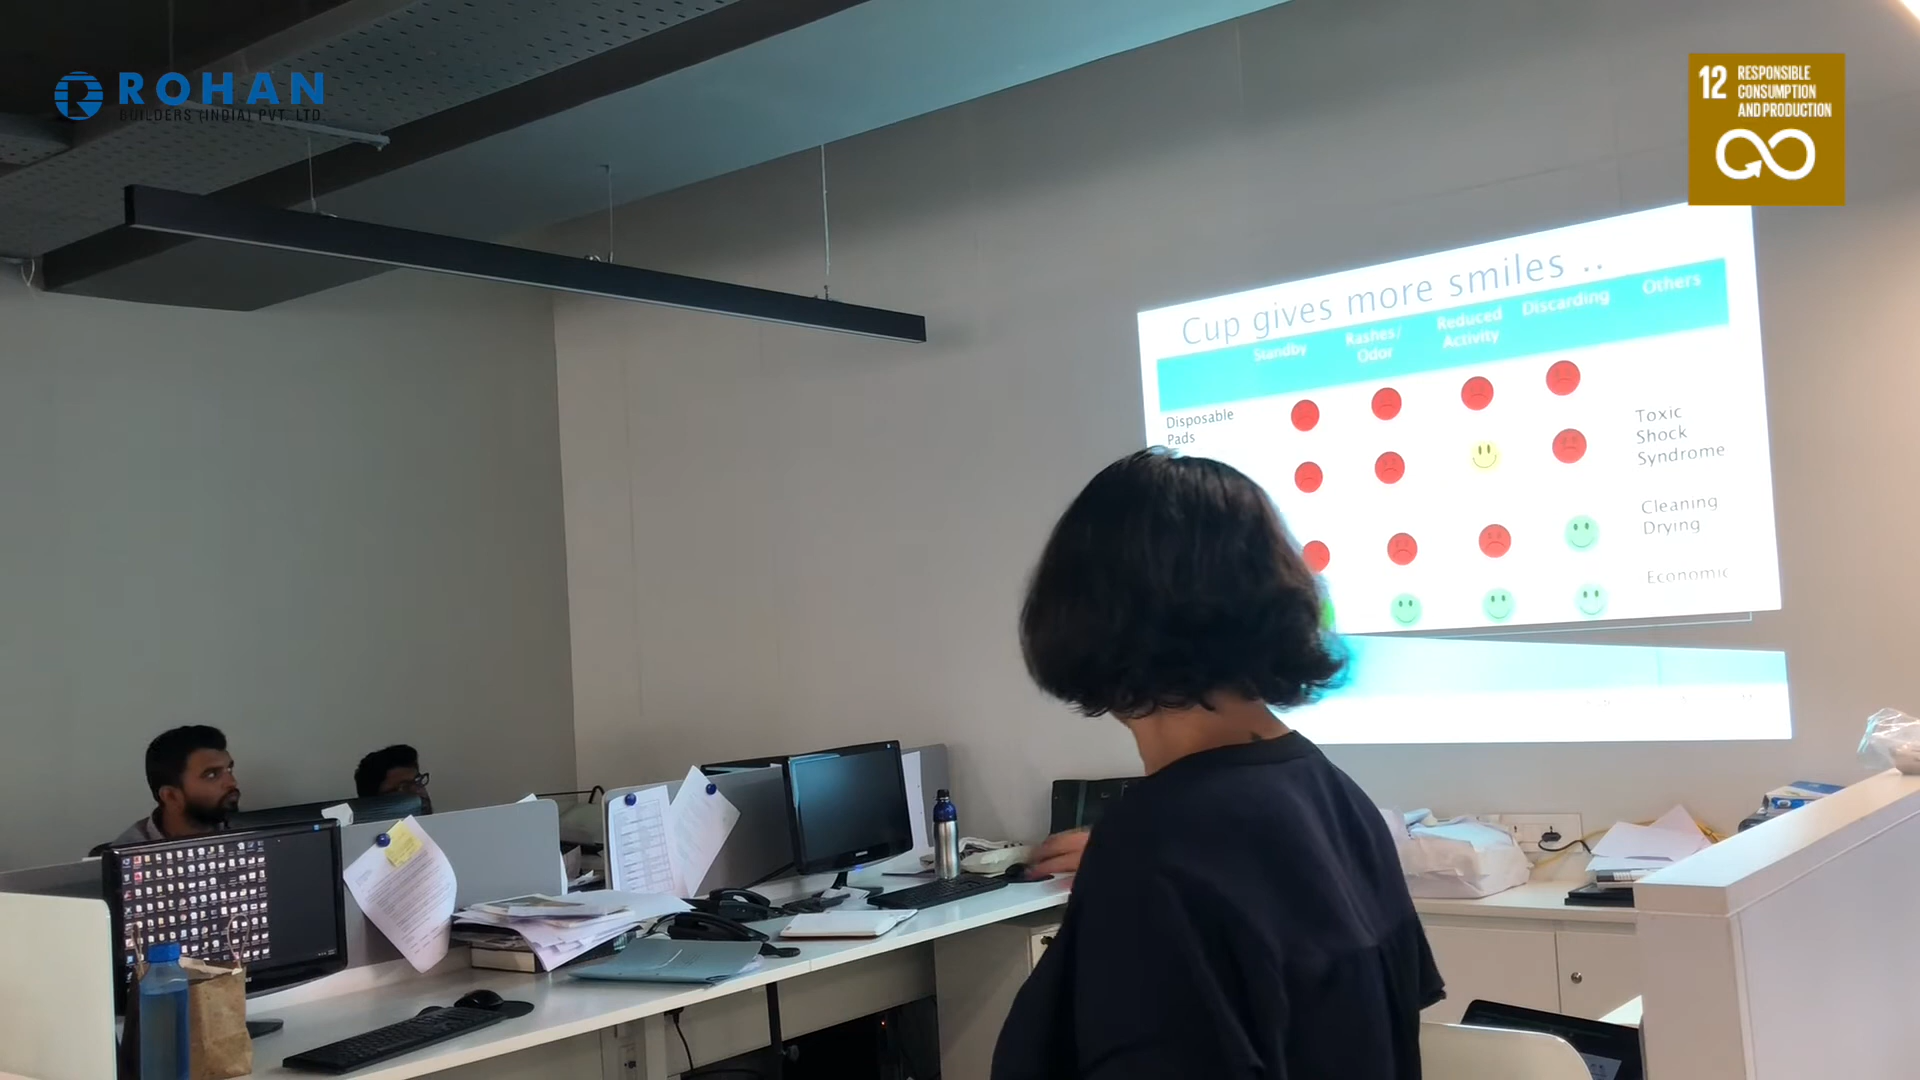 ROHAN
BUILDERS (INDIA) PVT. LTD.
12 RESPONSIBLE
CONSUMPTION
AND PRODUCTION
Cup gives more smiles ..
Standby
Rashes/
Odor
Reduced
Activity
Discarding
Others
Disposable
Pads
Toxic
Shock
Syndrome
Cleaning
Drying
Economic